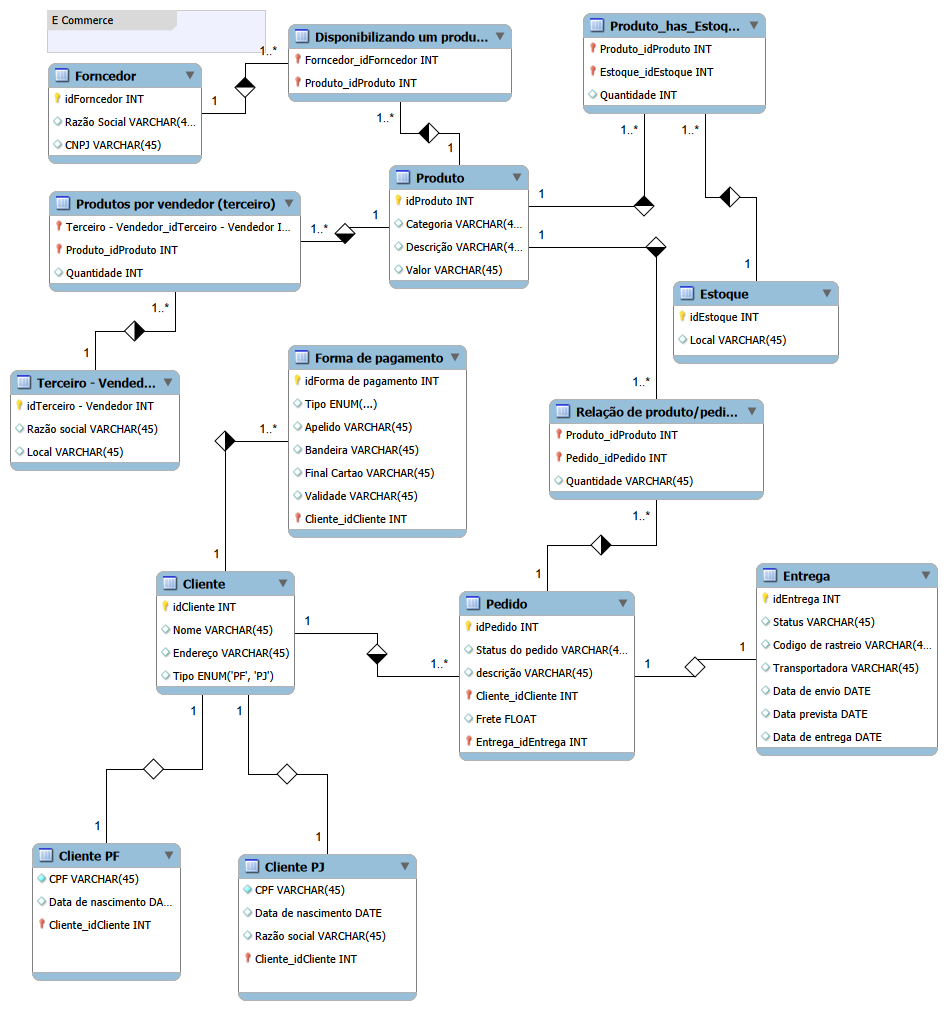 E Commerce
Disponibilizando um produ...
Forncedor_idForncedor INT
Produto_idProduto INT
1..*
1..*
1
Produto_has_Estoq...
Produto_idProduto INT
Estoque_idEstoque INT
Quantidade INT
1..*
1..*
Forncedor
idForncedor INT
Razão Social VARCHAR(4...
CNPJ VARCHAR(45)
1
Produto
idProduto INT
Categoria VARCHAR(4...
Descrição VARCHAR(4...
Valor VARCHAR(45)
1
1
1
Produtos por vendedor (terceiro)
Terceiro - Vendedor_idTerceiro - Vendedor I...
Produto_idProduto INT
Quantidade INT
1..*
1..*
1
Estoque
idEstoque INT
Local VARCHAR(45)
1
Terceiro - Vended...
idTerceiro - Vendedor INT
Razão social VARCHAR(45)
Local VARCHAR(45)
Forma de pagamento
idForma de pagamento INT
Tipo ENUM(...)
Apelido VARCHAR(45)
Bandeira VARCHAR(45)
Final Cartao VARCHAR(45)
Validade VARCHAR(45)
Cliente_idCliente INT
1..*
1..*
Relação de produto/pedi...
Produto_idProduto INT
Pedido_idPedido INT
Quantidade VARCHAR(45)
1..*
1
Cliente
idCliente INT
Nome VARCHAR(45)
Endereço VARCHAR(45)
Tipo ENUM('PF', 'PJ')
1
1..*
1
Pedido
idPedido INT
Status do pedido VARCHAR(4...
descrição VARCHAR(45)
Cliente_idCliente INT
Frete FLOAT
Entrega_idEntrega INT
1
1
Entrega
idEntrega INT
Status VARCHAR(45)
Codigo de rastreio VARCHAR(4...
Transportadora VARCHAR(45)
Data de envio DATE
Data prevista DATE
Data de entrega DATE
1
1
1
1
Cliente PF
CPF VARCHAR(45)
Data de nascimento DA...
Cliente_idCliente INT
Cliente PJ
CPF VARCHAR(45)
Data de nascimento DATE
Razão social VARCHAR(45)
Cliente_idCliente INT